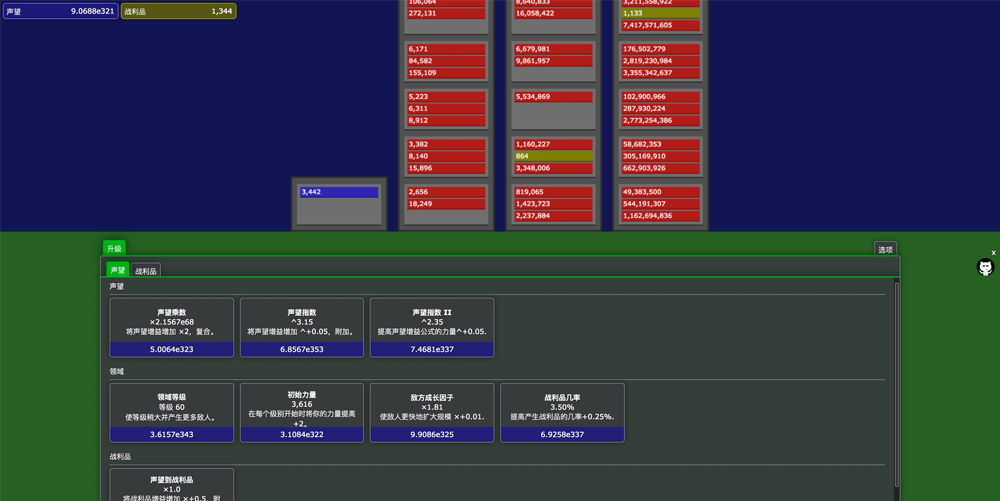 声望 9.0688e321
战利品 1,344
106,064
272,131
8,640,833
16,058,422
3,211,558,922
1,133
7,417,571,605
6,171
84,582
155,109
6,679,981
9,861,957
176,502,779
2,819,230,984
3,355,342,637
5,223
6,311
8,912
5,534,869
102,900,966
287,930,224
2,773,254,386
3,382
8,140
15,896
1,160,227
864
3,348,006
58,682,353
305,169,910
662,903,926
3,442
2,656
18,249
819,065
1,423,723
2,237,884
49,383,500
544,191,307
1,162,694,836
升级
选项
x
声望
战利品
声望
声望乘数
×2.1567e68
将声望增益增加 ×2，复合。
5.0064e323
声望指数
^3.15
将声望增益增加 ^+0.05，附加。
6.8567e353
声望指数 II
^2.35
提高声望增益公式的力量^+0.05.
7.4681e337
领域
领域等级
等级 60
使等级稍大并产生更多敌人。
3.6157e343
初始力量
3,616
在每个级别开始时将你的力量提高
+2。
3.1084e322
敌方成长因子
×1.81
使敌人更快地扩大规模 ×+0.01.
9.9086e325
战利品几率
3.50%
提高产生战利品的几率+0.25%.
6.9258e337
战利品
声望到战利品
×1.0
将战利品增益增加 ×+0.5，附